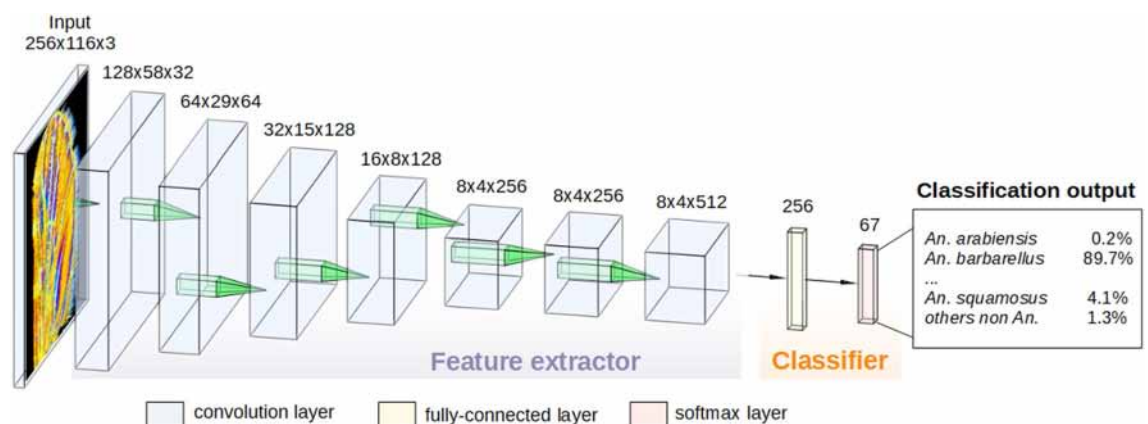 Input
256x116x3
128x58x32
64x29x64
32x15x128
16x8x128
8x4x256
8x4x256
8x4x512
256
67
Classification output
An. arabiensis 0.2%
An. barbarellus 89.7%
...
An. squamosus 4.1%
others non An. 1.3%
Feature extractor
Classifier
convolution layer
fully-connected layer
softmax layer